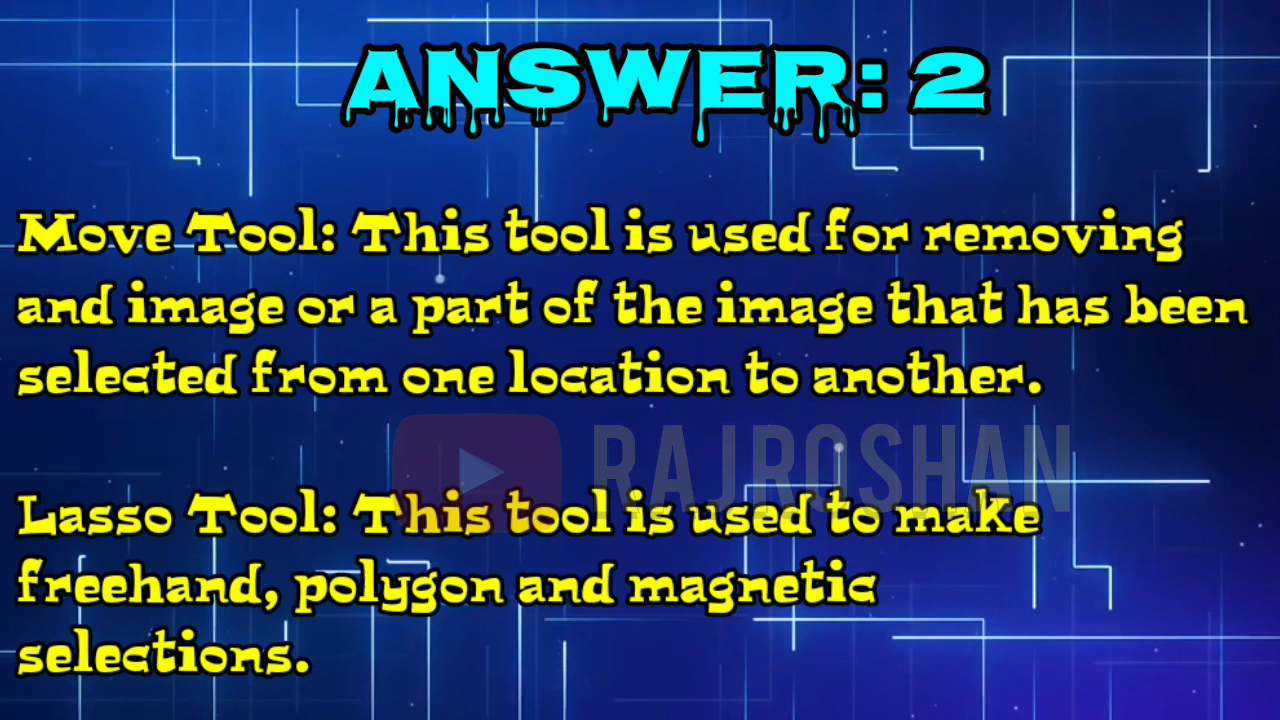 ANSWER: 2
Move Tool: This tool is used for removing
and image or a part of the image that has been
selected from one location to another.
RAJROSHAN
Lasso Tool: This tool is used to make
freehand, polygon and magnetic
selections.